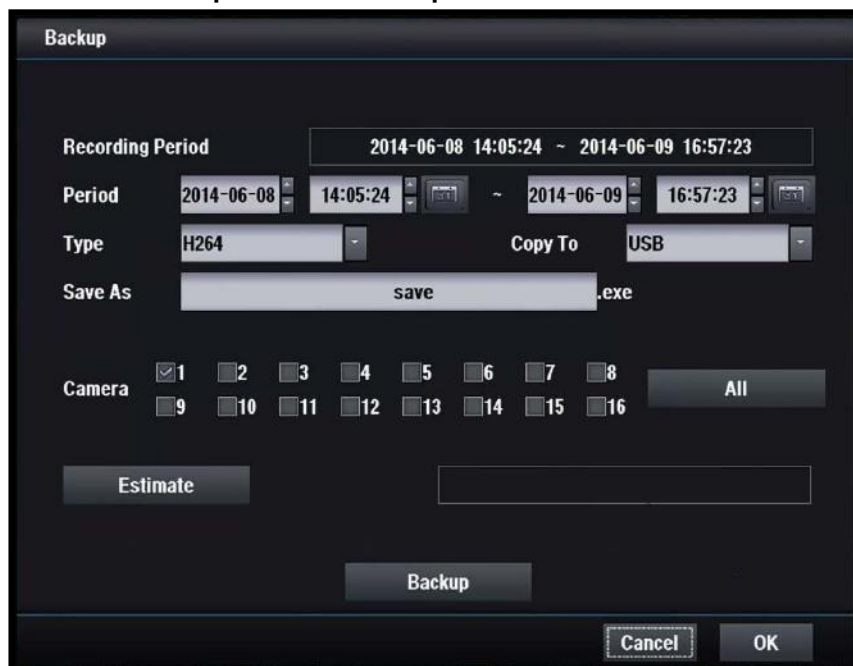 Backup
Recording Period 2014-06-08 14:05:24 ~ 2014-06-09 16:57:23
Period 2014-06-08 14:05:24 ~ 2014-06-09 16:57:23
Type H264 Copy To USB
Save As save .exe
1 2 3 4 5 6 7 8
Camera All
9 10 11 12 13 14 15 16
Estimate
Backup
Cancel OK